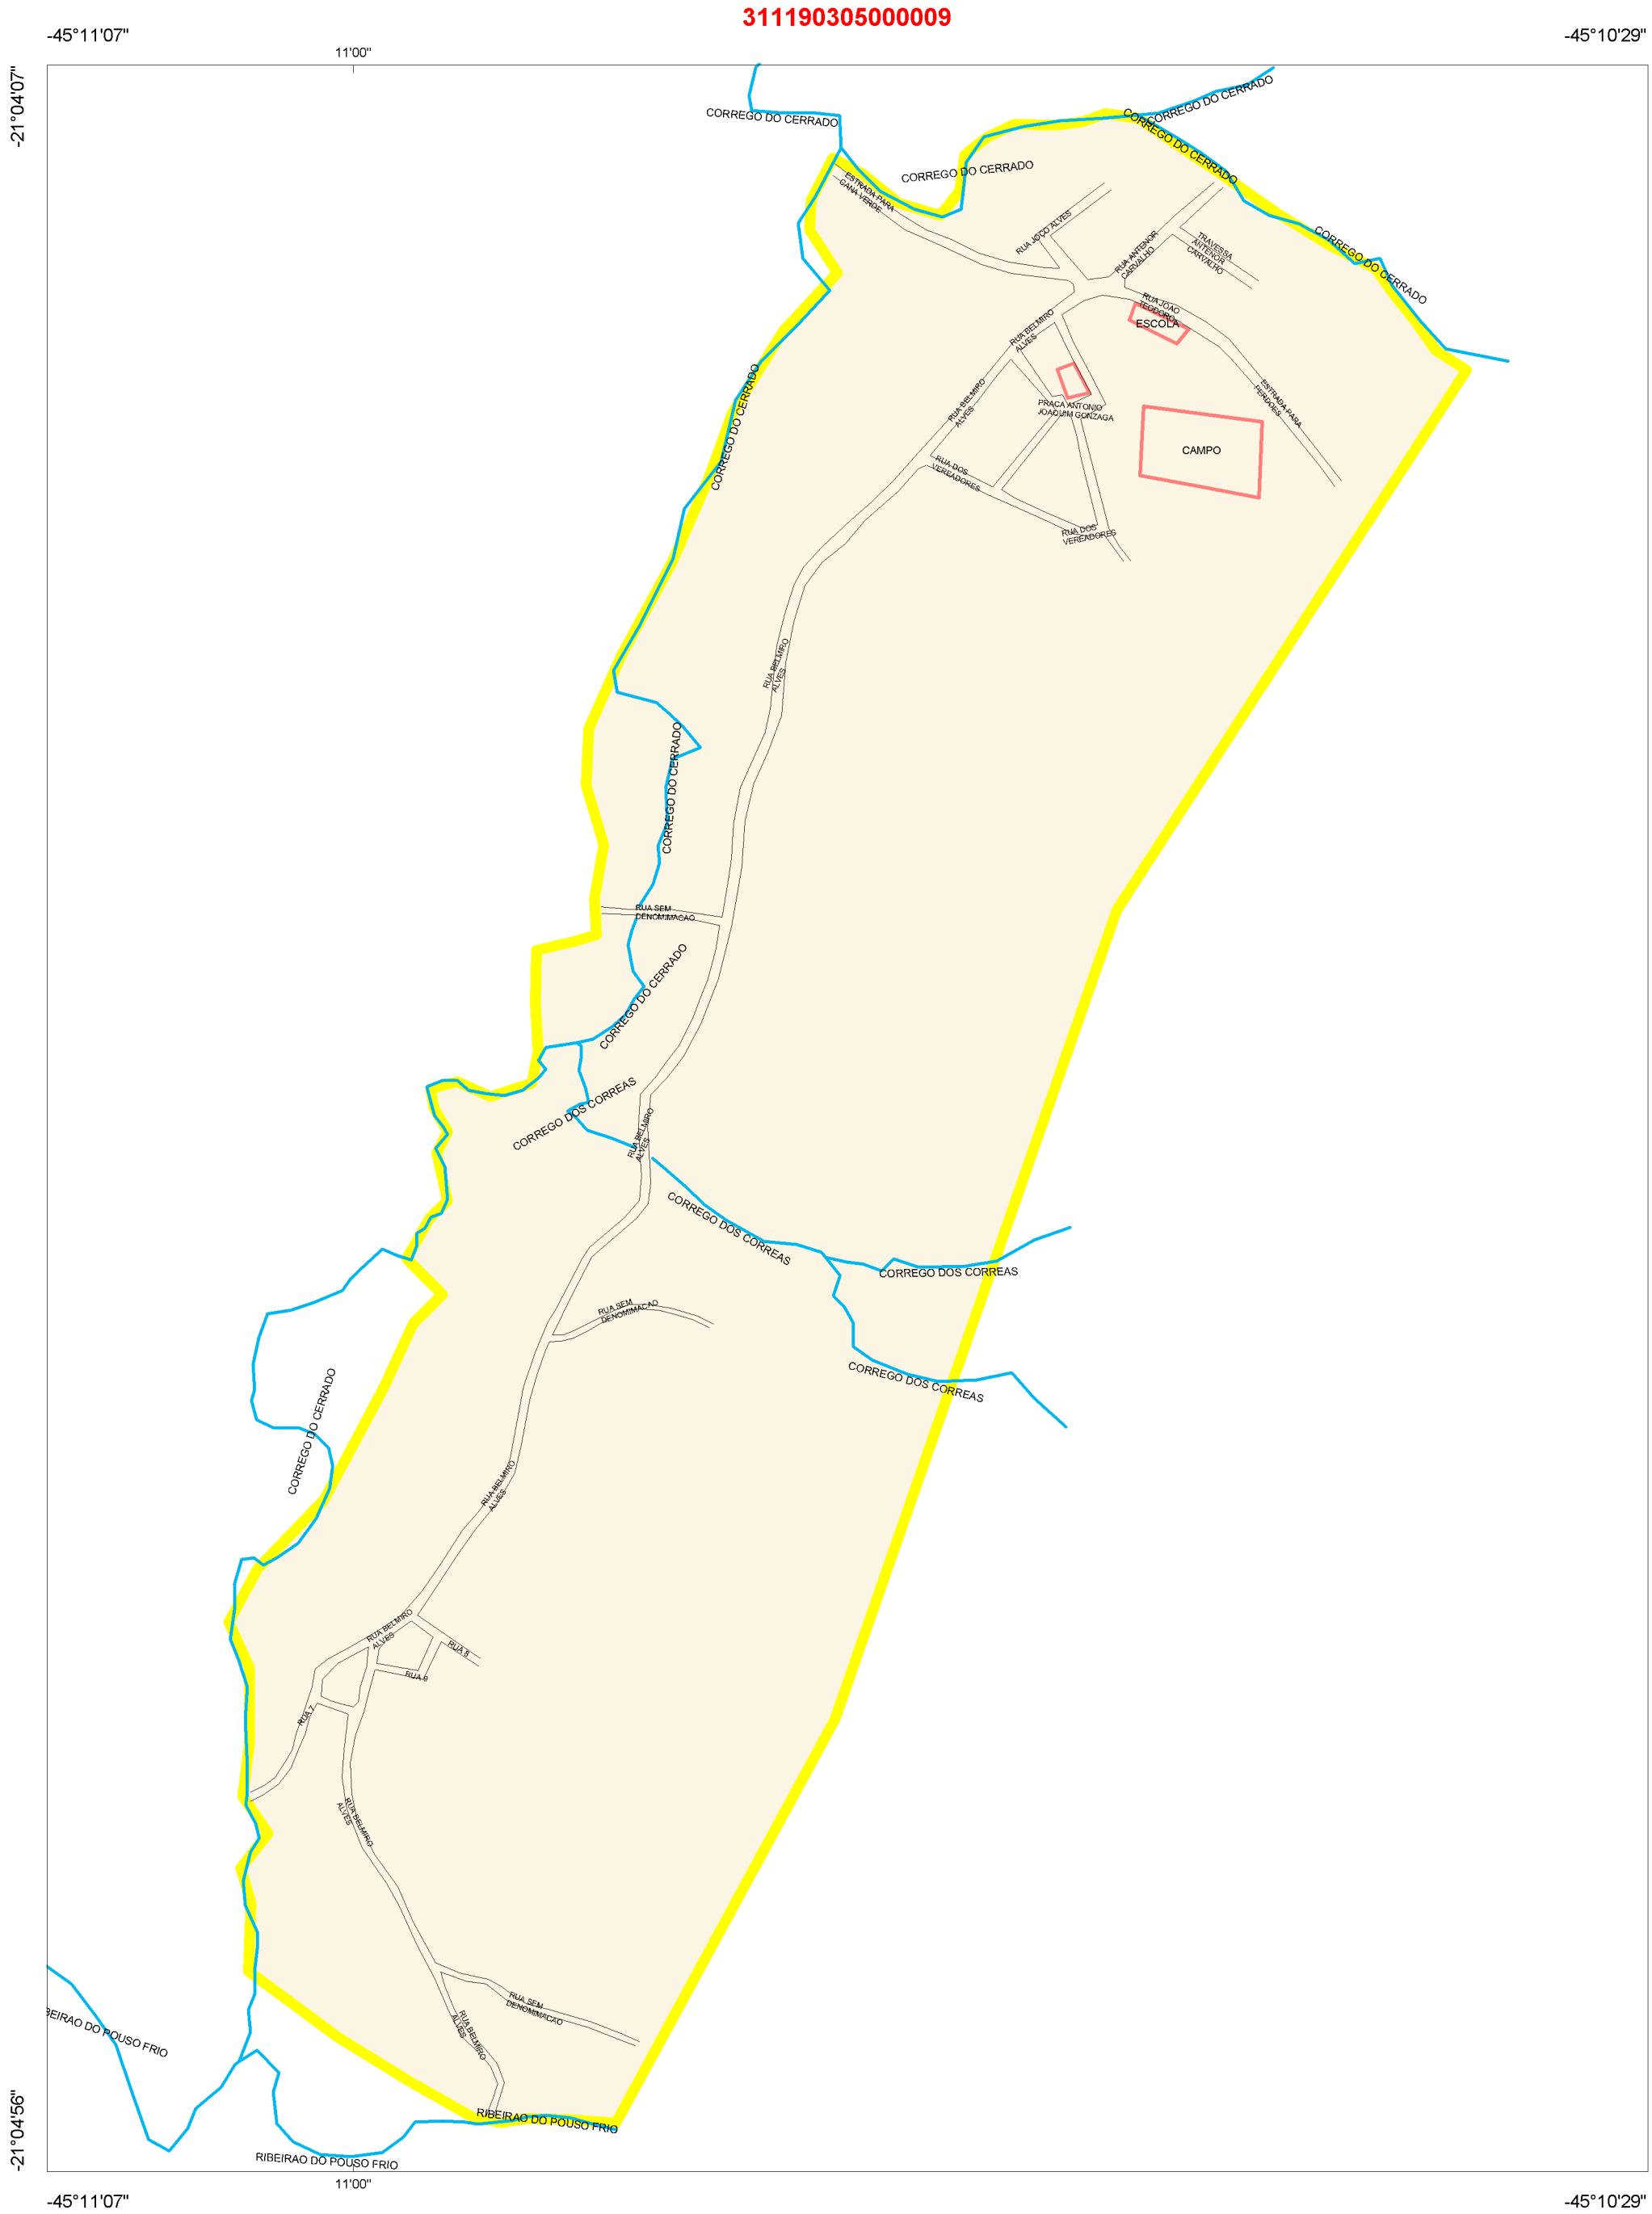 311190305000009
-45°11'07"
-45°10'29"
11'00"
-21°04'07"
CORREGO DO CERRADO
CORREGO DO CERRADO
CORREGO DO CERRADO
CORREGO DO CERRADO
ESTRADA PARA
CANA VERDE
RUA JOÇO ALVES
RUA ANTENOR
CARVALHO
TRAVESSA
ANTENOR
CARVALHO
CORREGO DO CERRADO
RUA JOAO
TEODORO
ESCOLA
RUA BELMIRO
ALVES
CORREGO DO CERRADO
RUA BELMIRO
ALVES
PRACA ANTONIO
JOAQUIM GONZAGA
ESTRADA PARA
PERDOES
CAMPO
RUA DOS
VEREADORES
RUA DOS
VEREADORES
RUA BELMIRO
ALVES
CORREGO DO CERRADO
RUA SEM
DENOMIMACAO
CORREGO DO CERRADO
CORREGO DOS CORREAS
RUA BELMIRO
ALVES
CORREGO DOS CORREAS
CORREGO DOS CORREAS
RUA SEM
DENOMIMACAO
CORREGO DOS CORREAS
CORREGO DO CERRADO
RUA BELMIRO
ALVES
RUA BELMIRO
ALVES
RUA 8
RUA 9
RUA 7
RUA BELMIRO
ALVES
RUA SEM
DENOMIMACAO
RUA BELMIRO
ALVES
BEIRAO DO POUSO FRIO
RIBEIRAO DO POUSO FRIO
RIBEIRAO DO POUSO FRIO
-21°04'56"
11'00"
-45°11'07"
-45°10'29"